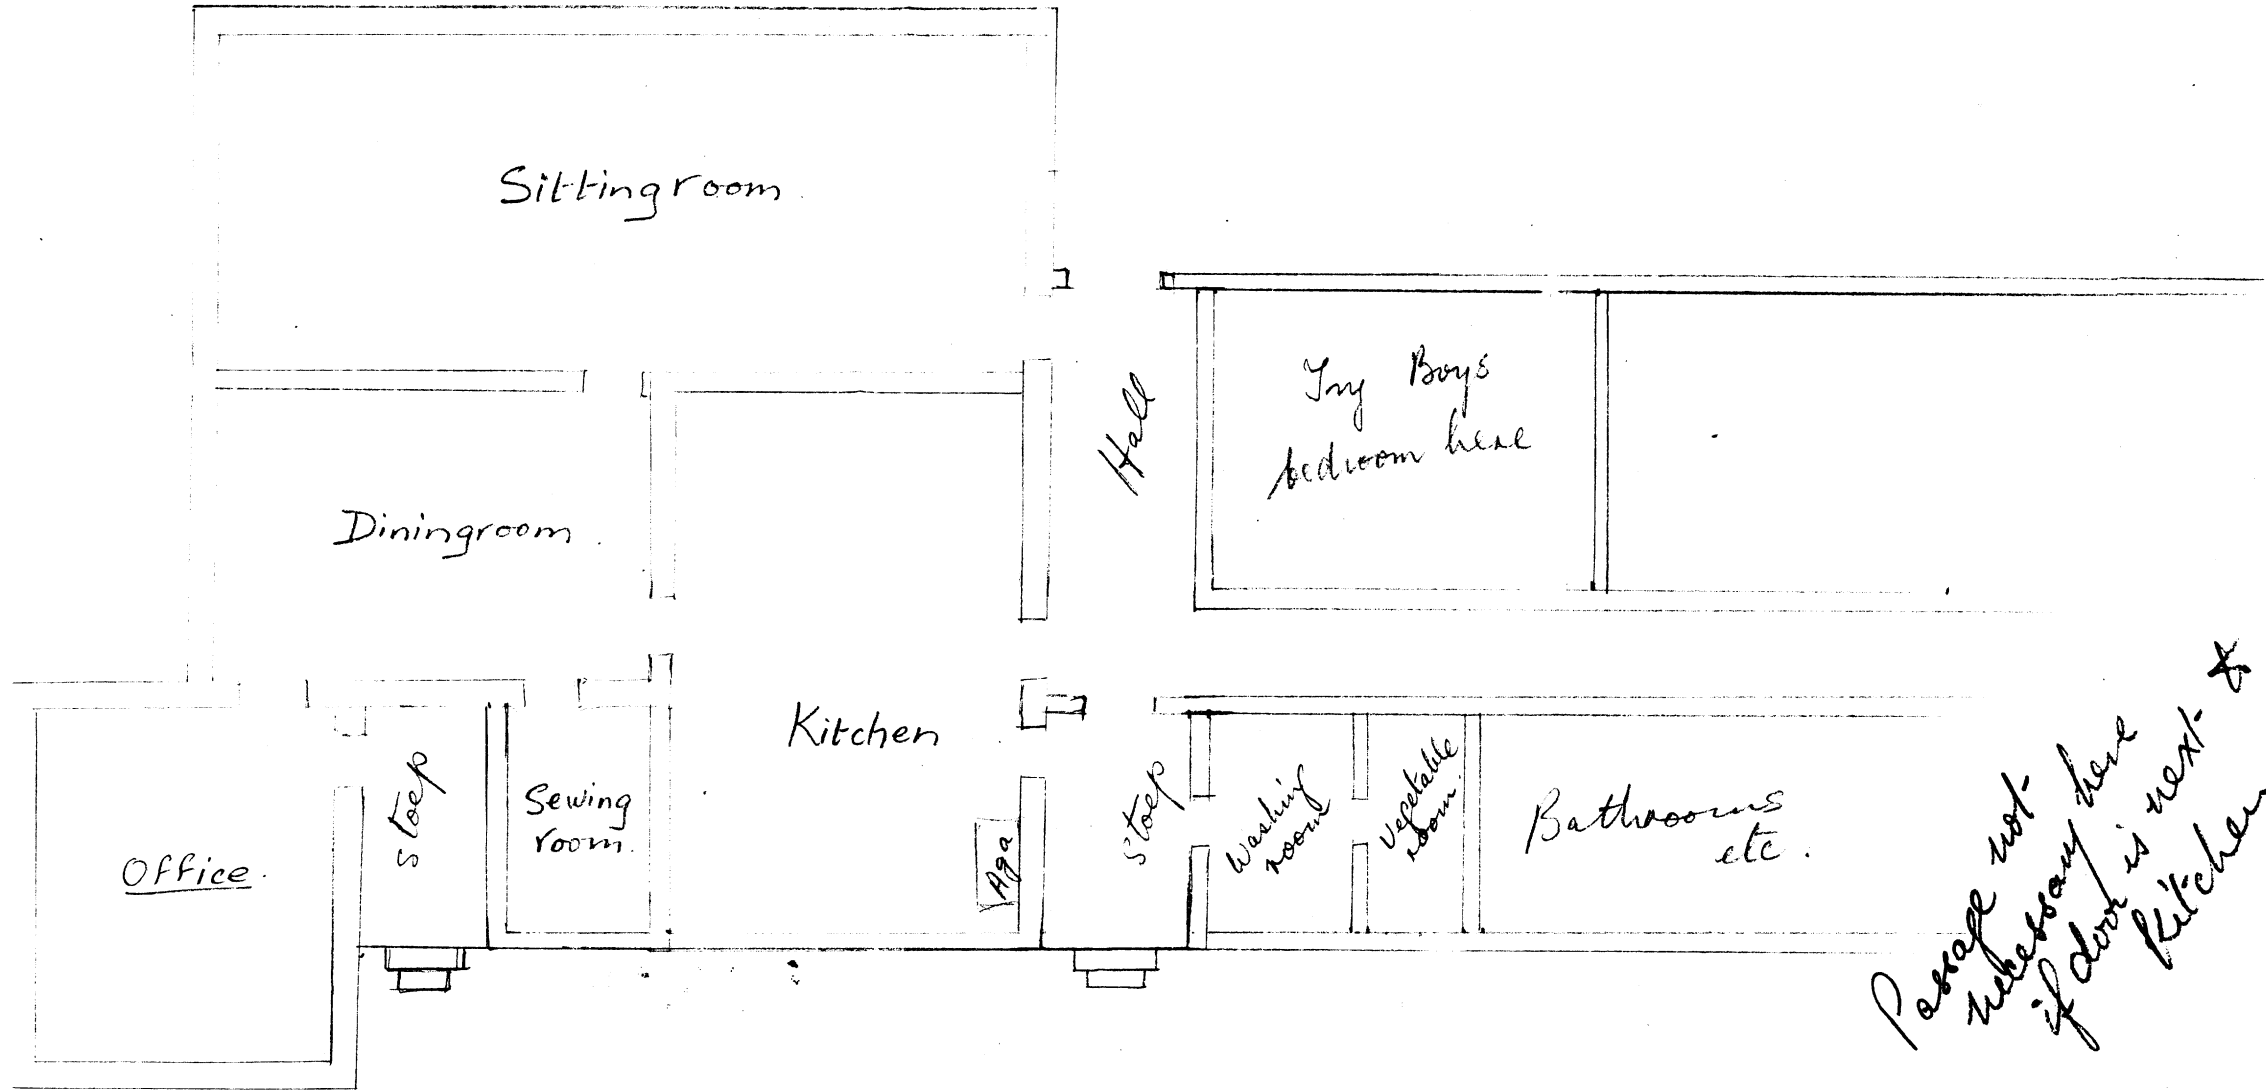 Sittingroom
Try Boys
bedroom here
Hall
Diningroom.
Kitchen
Stoep
Sewing
room.
Office.
Aga
Stoep
Washing
room
Vegetable
room.
Bathrooms
etc.
Passage not
necessary here
if door is next to
Kitchen